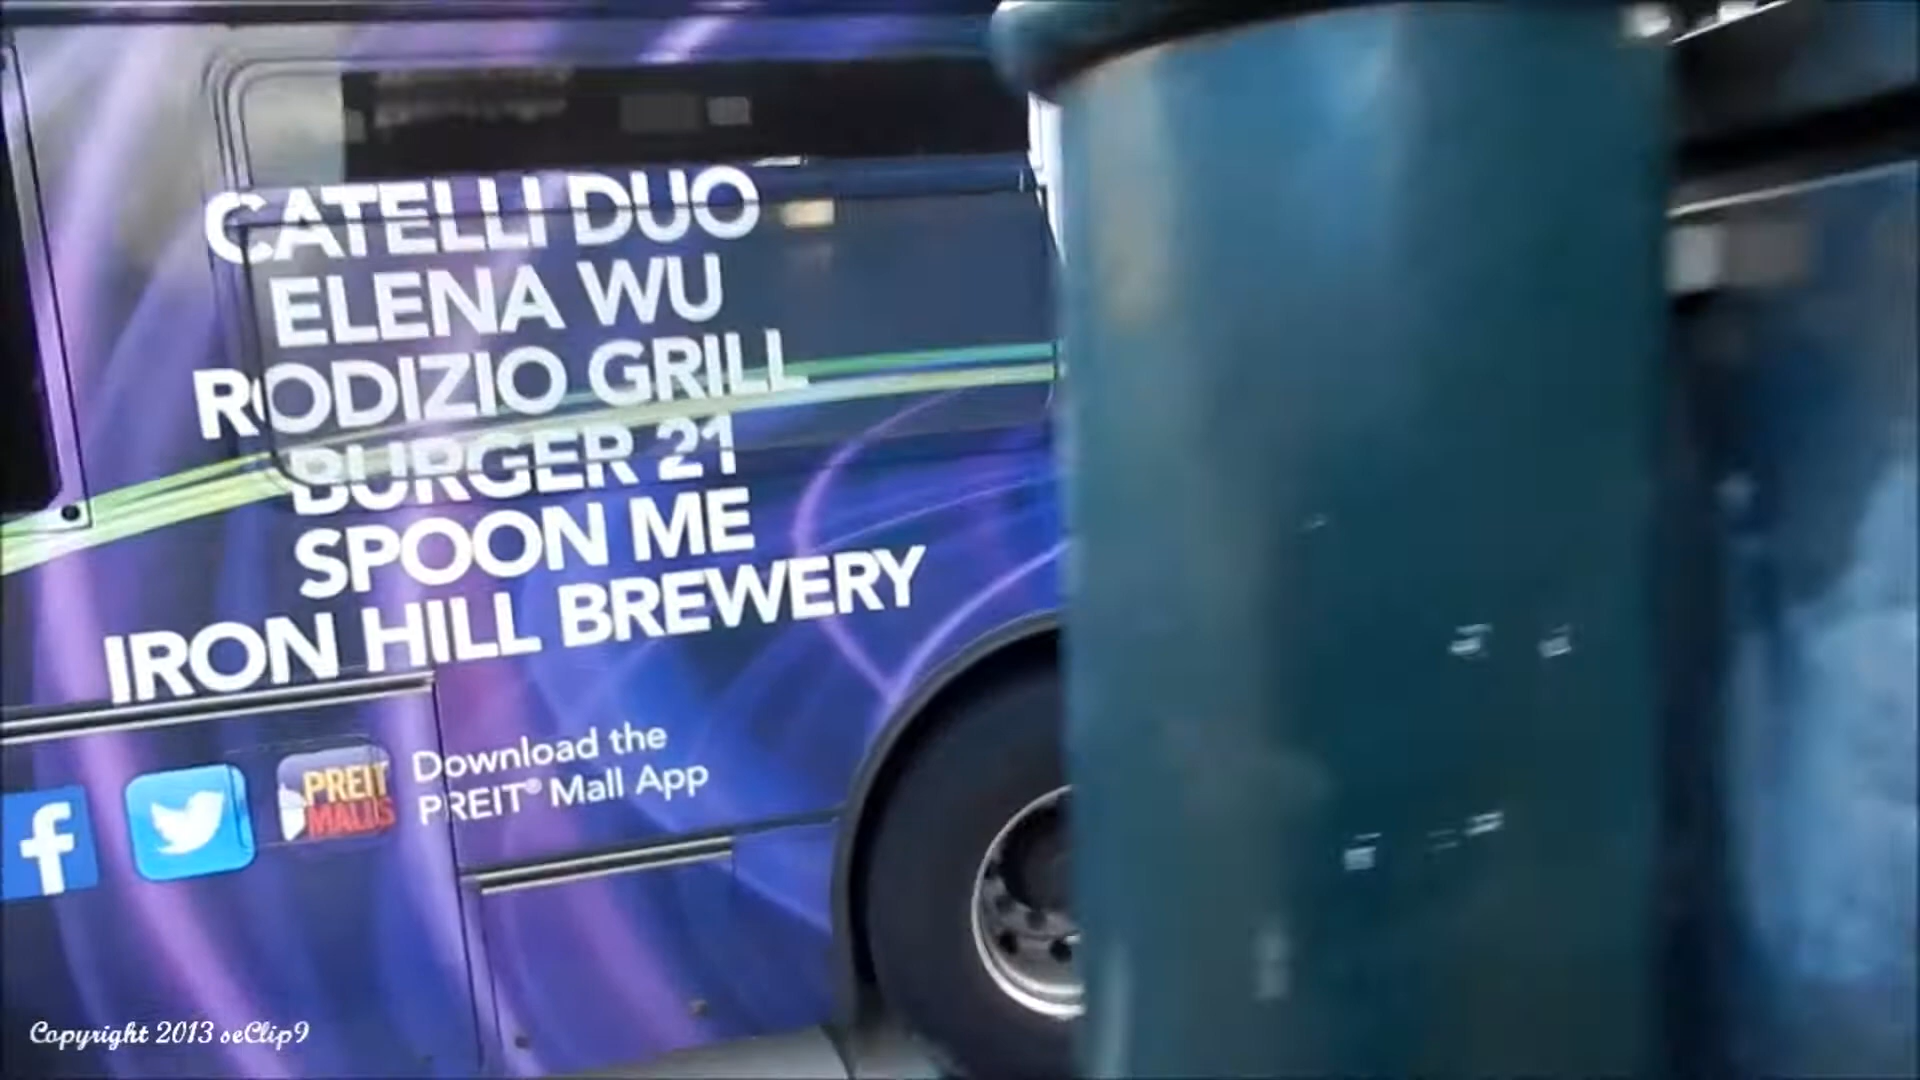 CATELLI DUO
ELENA WU
RODIZIO GRILL
BURGER 21
SPOON ME
IRON HILL BREWERY
f
PREIT
MALLS
Download the
PREIT® Mall App
Copyright 2013 seClip9